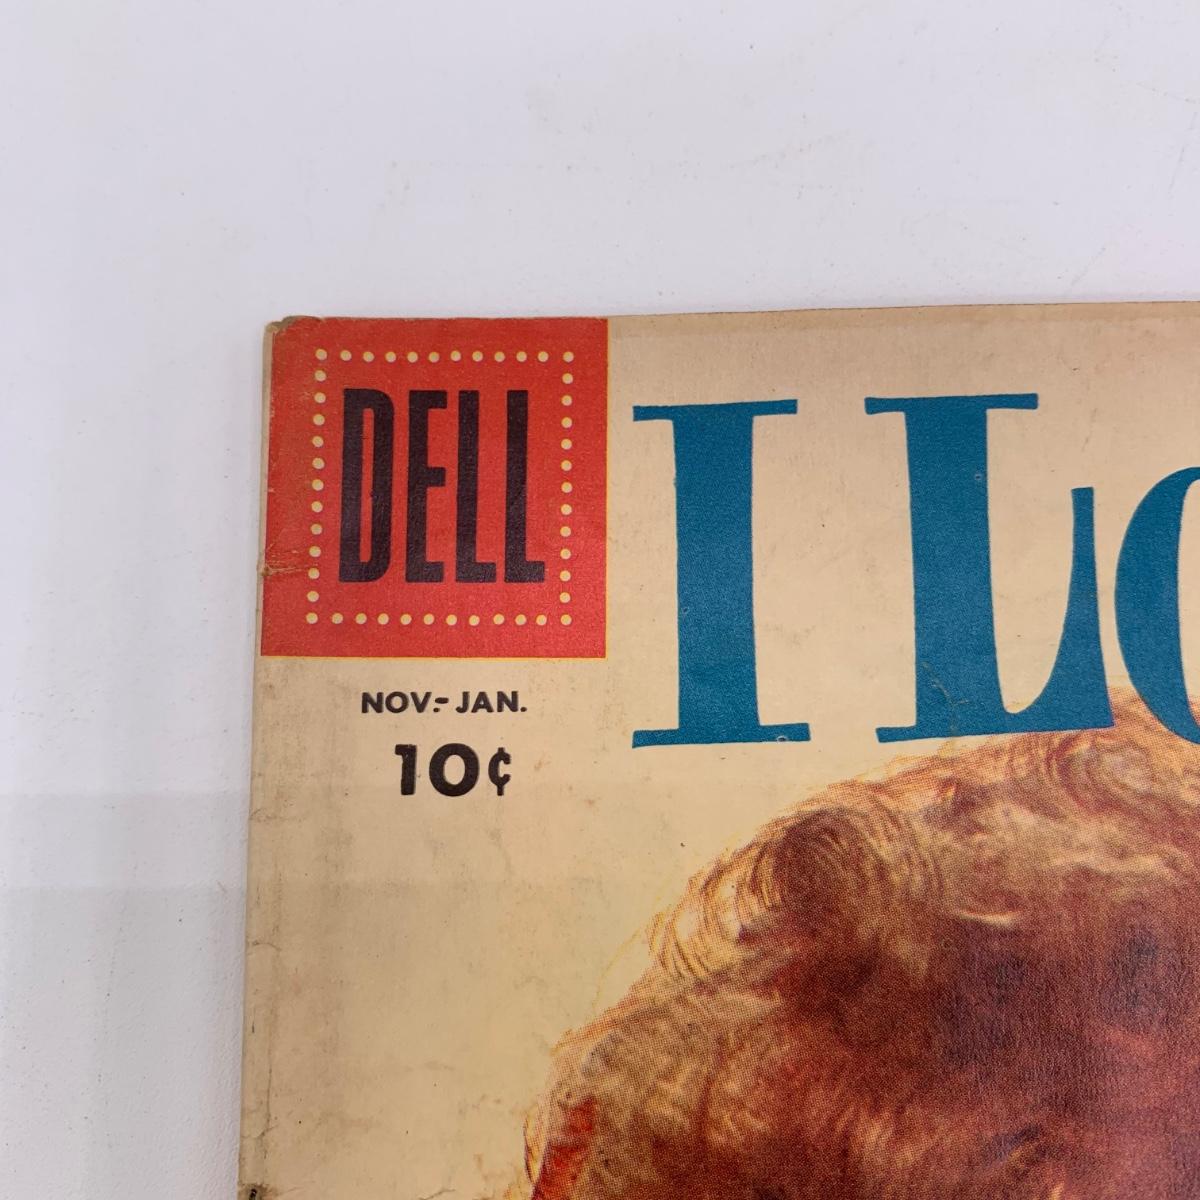 DELL
I Lo
NOV.- JAN.
10¢